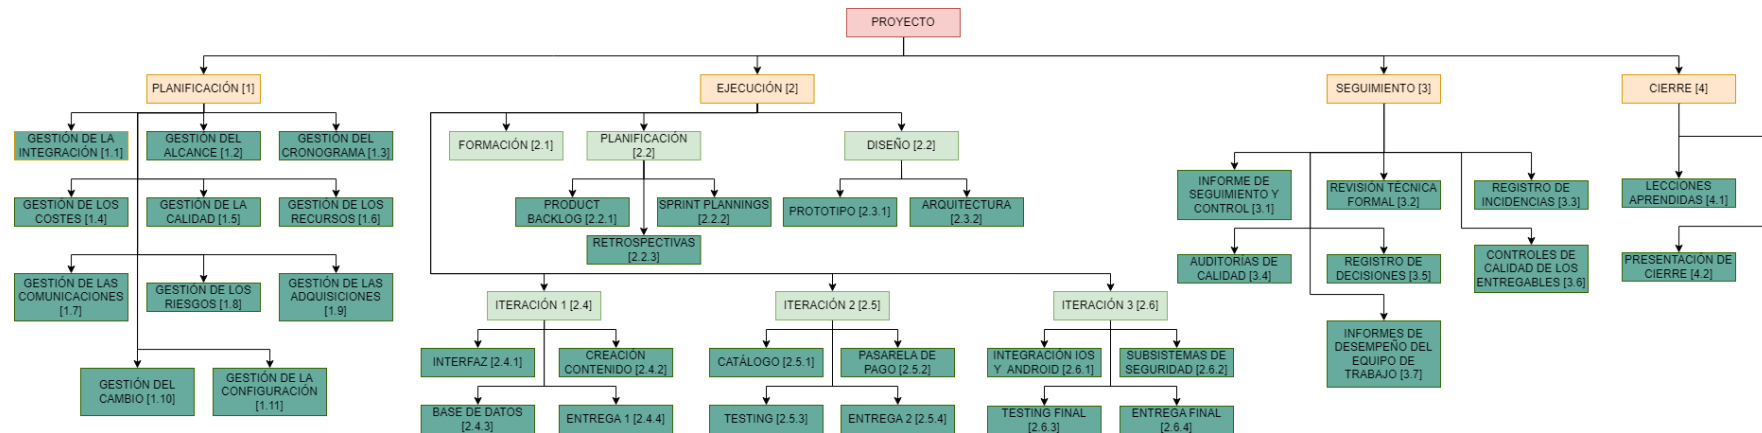 PROYECTO
PLANIFICACIÓN [1]
EJECUCIÓN [2]
SEGUIMIENTO [3]
CIERRE [4]
GESTIÓN DE LA
INTEGRACIÓN [1.1]
GESTIÓN DEL
ALCANCE [1.2]
GESTIÓN DEL
CRONOGRAMA [1.3]
GESTIÓN DE LOS
COSTES [1.4]
GESTIÓN DE LA
CALIDAD [1.5]
GESTIÓN DE LOS
RECURSOS [1.6]
GESTIÓN DE LAS
COMUNICACIONES
[1.7]
GESTIÓN DE LOS
RIESGOS [1.8]
GESTIÓN DE LAS
ADQUISICIONES
[1.9]
GESTIÓN DEL
CAMBIO [1.10]
GESTIÓN DE LA
CONFIGURACIÓN
[1.11]
FORMACIÓN [2.1]
PLANIFICACIÓN
[2.2]
DISEÑO [2.2]
PRODUCT
BACKLOG [2.2.1]
SPRINT PLANNINGS
[2.2.2]
RETROSPECTIVAS
[2.2.3]
PROTOTIPO [2.3.1]
ARQUITECTURA
[2.3.2]
ITERACIÓN 1 [2.4]
ITERACIÓN 2 [2.5]
ITERACIÓN 3 [2.6]
INTERFAZ [2.4.1]
CREACIÓN
CONTENIDO [2.4.2]
BASE DE DATOS
[2.4.3]
ENTREGA 1 [2.4.4]
CATÁLOGO [2.5.1]
PASARELA DE
PAGO [2.5.2]
TESTING [2.5.3]
ENTREGA 2 [2.5.4]
INTEGRACIÓN IOS
Y ANDROID [2.6.1]
SUBSISTEMAS DE
SEGURIDAD [2.6.2]
TESTING FINAL
[2.6.3]
ENTREGA FINAL
[2.6.4]
INFORME DE
SEGUIMIENTO Y
CONTROL [3.1]
REVISIÓN TÉCNICA
FORMAL [3.2]
REGISTRO DE
INCIDENCIAS [3.3]
AUDITORÍAS DE
CALIDAD [3.4]
REGISTRO DE
DECISIONES [3.5]
CONTROLES DE
CALIDAD DE LOS
ENTREGABLES [3.6]
INFORMES DE
DESEMPEÑO DEL
EQUIPO DE
TRABAJO [3.7]
LECCIONES
APRENDIDAS [4.1]
PRESENTACIÓN DE
CIERRE [4.2]